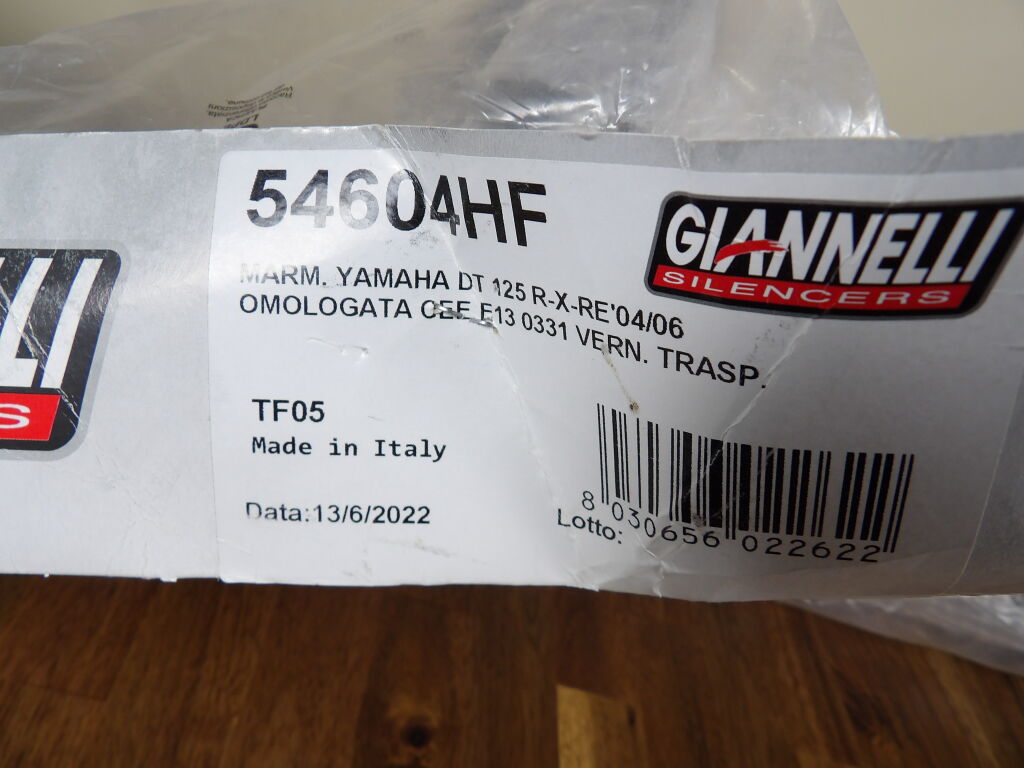 54604HF
GIANNELLI
SILENCERS
MARM. YAMAHA DT 125 R-X-RE'04/06
OMOLOGATA CEE E13 0331 VERN. TRASP.
TF05
Made in Italy
Data:13/6/2022
Lotto:
8 030656 022622
LLI
S